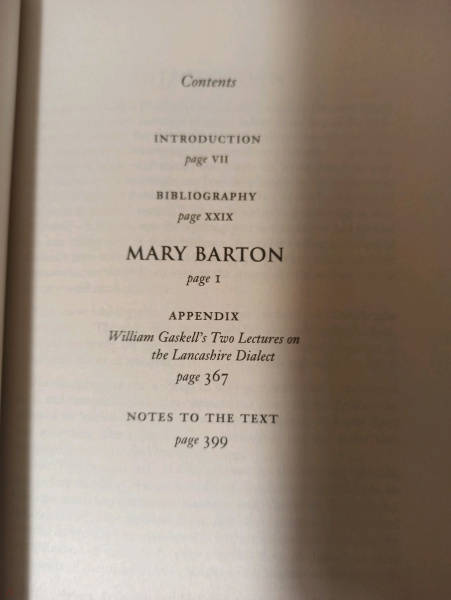 Contents
INTRODUCTION
page VII
BIBLIOGRAPHY
page XXIX
MARY BARTON
page 1
APPENDIX
William Gaskell's Two Lectures on
the Lancashire Dialect
page 367
NOTES TO THE TEXT
page 399